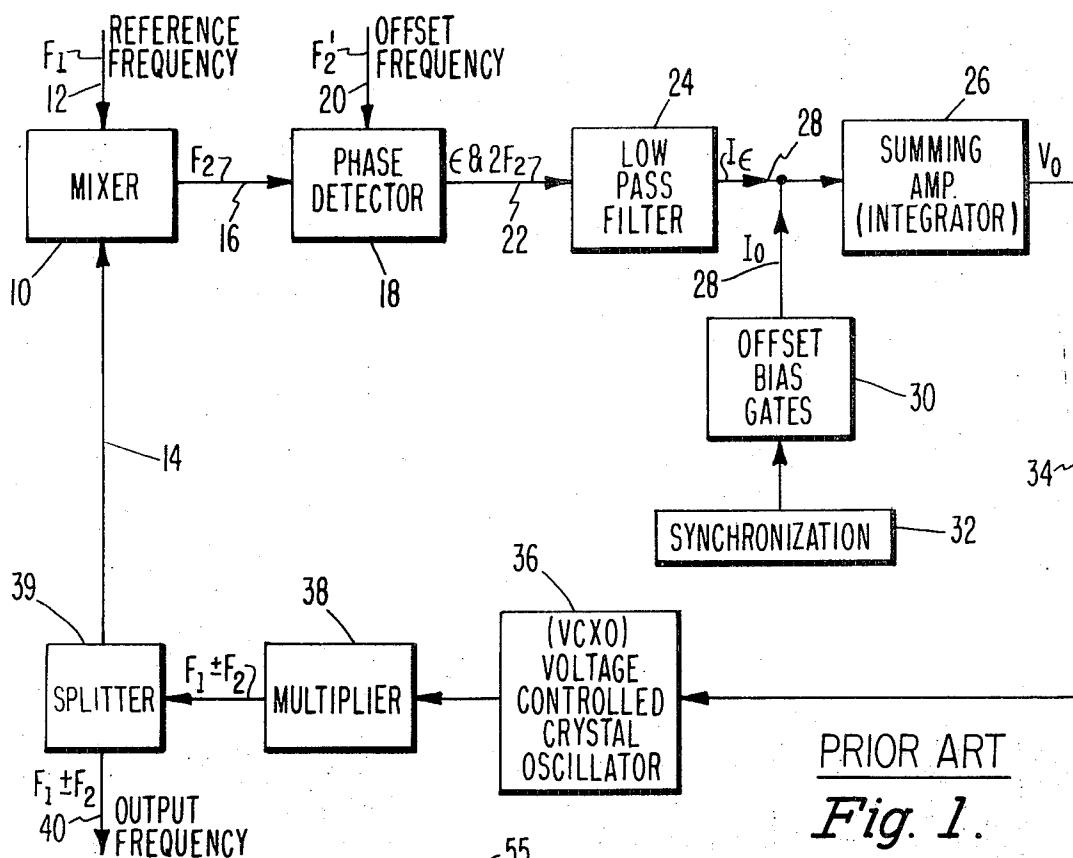 REFERENCE
FREQUENCY
F1
12
OFFSET
FREQUENCY
F2'
20
24
26
28
MIXER
F2
16
10
PHASE
DETECTOR
ϵ & 2F2
22
18
LOW
PASS
FILTER
Iϵ
SUMMING
AMP.
(INTEGRATOR)
V0
I0
28
OFFSET
BIAS
GATES
30
14
34
SYNCHRONIZATION
32
39
38
36
SPLITTER
F1 ± F2
MULTIPLIER
(VCXO)
VOLTAGE
CONTROLLED
CRYSTAL
OSCILLATOR
F1 ± F2
40
OUTPUT
FREQUENCY
PRIOR ART
Fig. 1.
55